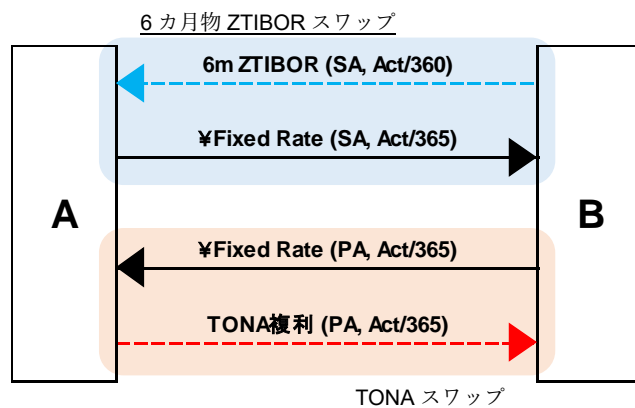 6 カ月物 ZTIBOR スワップ
6m ZTIBOR (SA, Act/360)
¥Fixed Rate (SA, Act/365)
A
B
¥Fixed Rate (PA, Act/365)
TONA複利 (PA, Act/365)
TONA スワップ